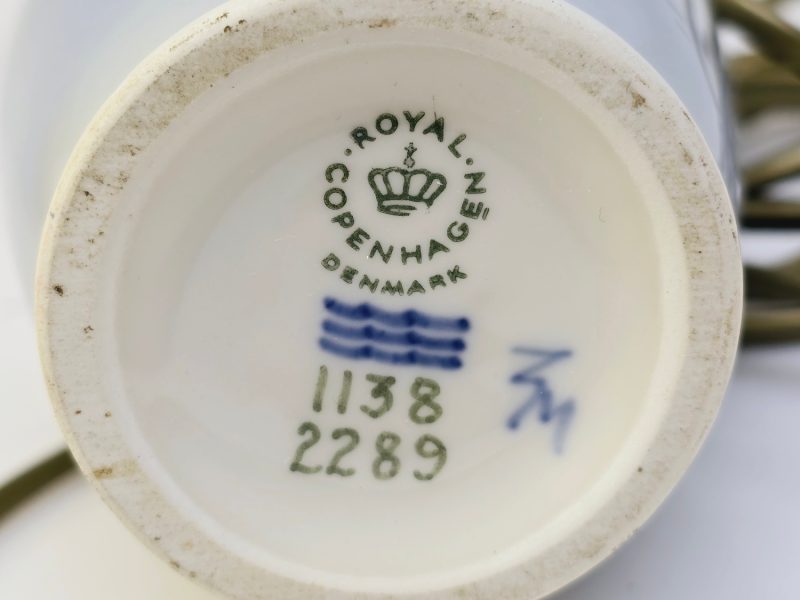 ROYAL
COPENHAGEN
DENMARK
1138
2289